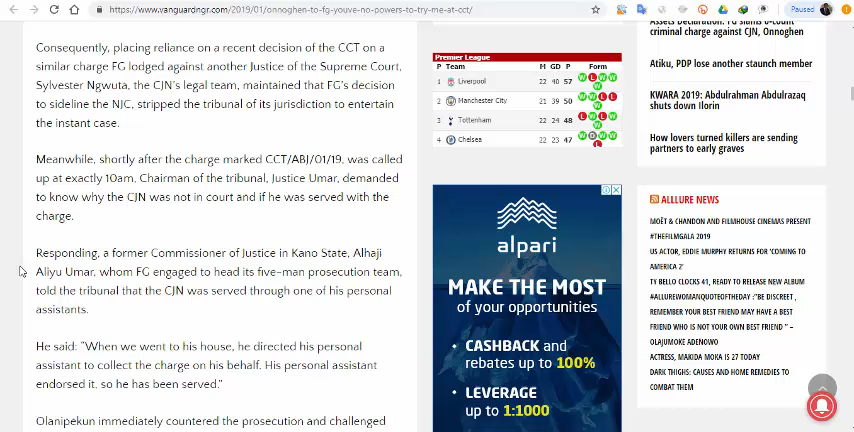 https://www.vanguardngr.com/2019/01/onnoghen-to-fg-youve-no-powers-to-try-me-at-cct/
Paused
Consequently, placing reliance on a recent decision of the CCT on a
similar charge FG lodged against another Justice of the Supreme Court,
Sylvester Ngwuta, the CJN's legal team, maintained that FG's decision
to sideline the NJC, stripped the tribunal of its jurisdiction to entertain
the instant case.
Meanwhile, shortly after the charge marked CCT/ABJ/01/19, was called
up at exactly 10am, Chairman of the tribunal, Justice Umar, demanded
to know why the CJN was not in court and if he was served with the
charge.
Responding, a former Commissioner of Justice in Kano State, Alhaji
Aliyu Umar, whom FG engaged to head its five-man prosecution team,
told the tribunal that the CJN was served through one of his personal
assistants.
He said: "When we went to his house, he directed his personal
assistant to collect the charge on his behalf. His personal assistant
endorsed it, so he has been served."
Olanipekun immediately countered the prosecution and challenged
Premier League
P Team H GD P Form
1 Liverpool 22 40 57 W L W W
W
2 Manchester City 21 39 50 W W L L
W
3 Tottenham 22 24 48 L W L W
W
4 Chelsea 22 23 47 W D W W
L
alpari
MAKE THE MOST
of your opportunities
• CASHBACK and
rebates up to 100%
• LEVERAGE
up to 1:1000
Assets Declaration: FG slams 6-count
criminal charge against CJN, Onnoghen
Atiku, PDP lose another staunch member
KWARA 2019: Abdulrahman Abdulrazaq
shuts down Ilorin
How lovers turned killers are sending
partners to early graves
ALLLURE NEWS
MOËT & CHANDON AND FILMHOUSE CINEMAS PRESENT
#THEFILMGALA 2019
US ACTOR, EDDIE MURPHY RETURNS FOR 'COMING TO
AMERICA 2'
TY BELLO CLOCKS 41, READY TO RELEASE NEW ALBUM
#ALLUREWOMANQUOTEOFTHEDAY :"BE DISCREET ,
REMEMBER YOUR BEST FRIEND MAY HAVE A BEST
FRIEND WHO IS NOT YOUR OWN BEST FRIEND " –
OLAJUMOKE ADENOWO
ACTRESS, MAKIDA MOKA IS 27 TODAY
DARK THIGHS: CAUSES AND HOME REMEDIES TO
COMBAT THEM